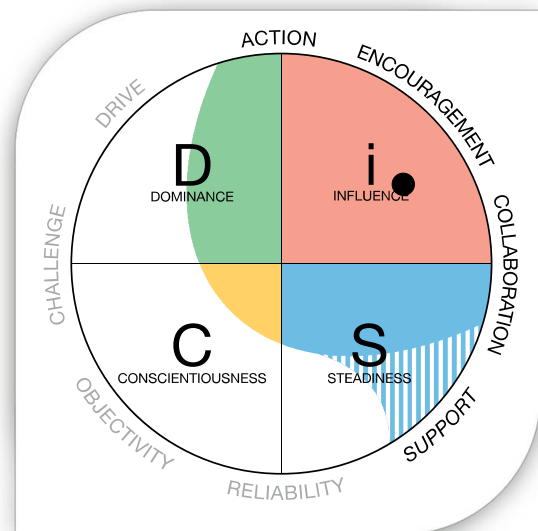 ACTION
ENCOURAGEMENT
DRIVE
D
DOMINANCE
i
INFLUENCE
CHALLENGE
COLLABORATION
C
CONSCIENTIOUSNESS
S
STEADINESS
OBJECTIVITY
SUPPORT
RELIABILITY